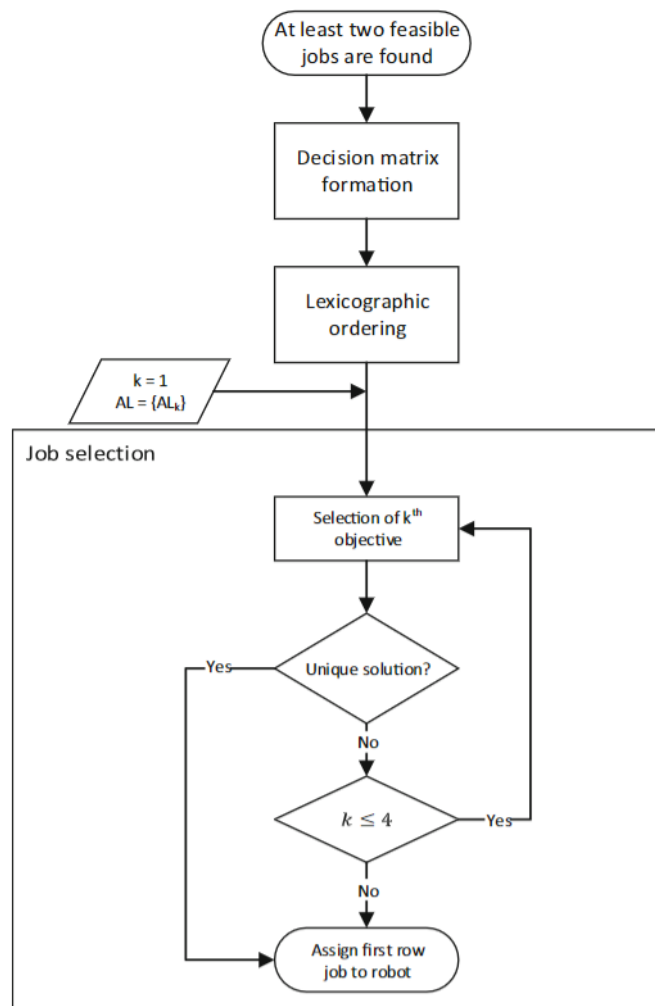 At least two feasible
jobs are found
Decision matrix
formation
Lexicographic
ordering
k = 1
AL = {ALₖ}
Job selection
Selection of kᵗʰ
objective
Unique solution?
Yes
No
k ≤ 4
Yes
No
Assign first row
job to robot